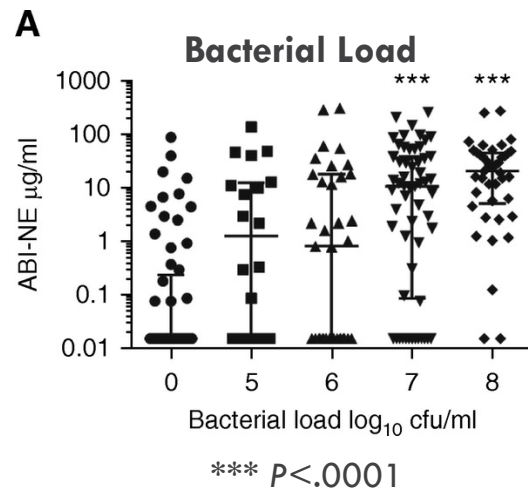 A
Bacterial Load
*** ***
1000
100
10
1
0.1
0.01
ABI-NE μg/ml
0 5 6 7 8
Bacterial load log₁₀ cfu/ml
*** P<.0001